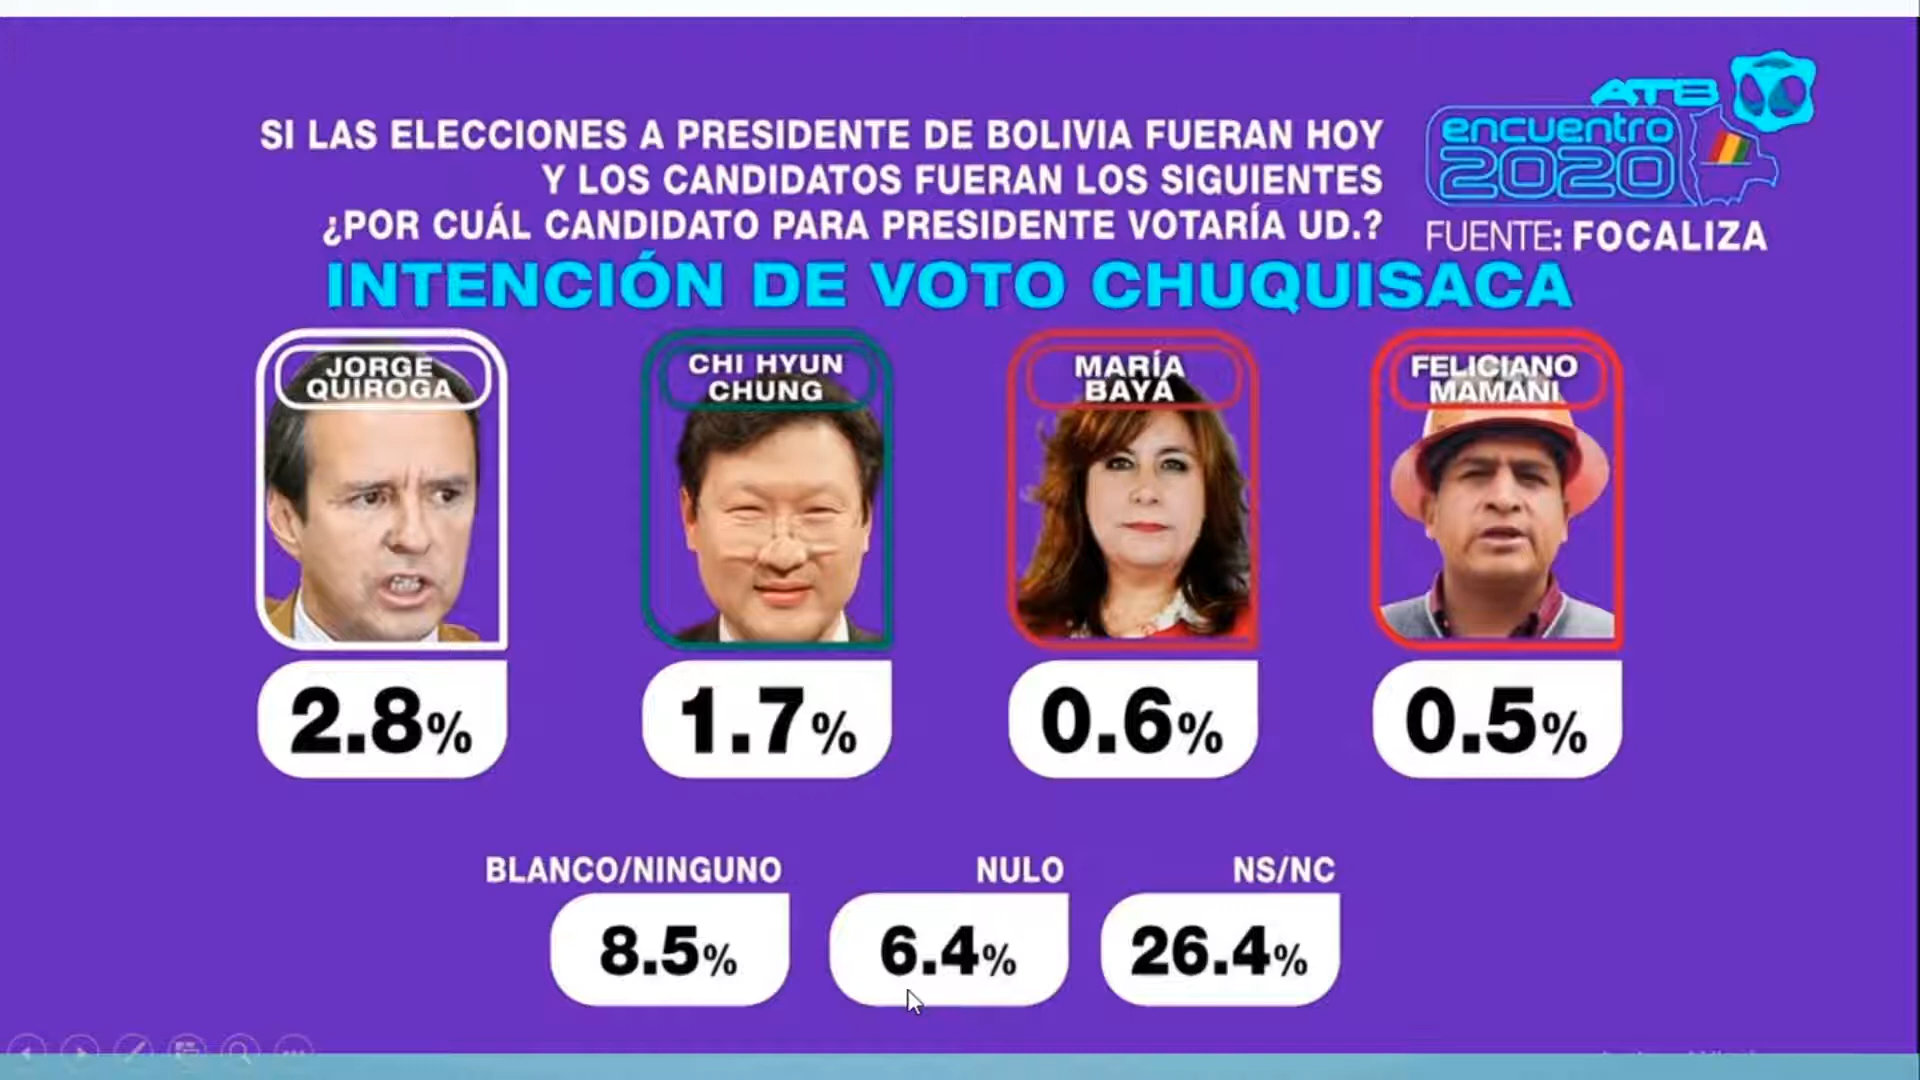 ATB
SI LAS ELECCIONES A PRESIDENTE DE BOLIVIA FUERAN HOY
Y LOS CANDIDATOS FUERAN LOS SIGUIENTES
¿POR CUÁL CANDIDATO PARA PRESIDENTE VOTARÍA UD.?
encuentro
2020
FUENTE: FOCALIZA
INTENCIÓN DE VOTO CHUQUISACA
JORGE
QUIROGA
CHI HYUN
CHUNG
MARÍA
BAYÁ
FELICIANO
MAMANI
2.8%
1.7%
0.6%
0.5%
BLANCO/NINGUNO
NULO
NS/NC
8.5%
6.4%
26.4%